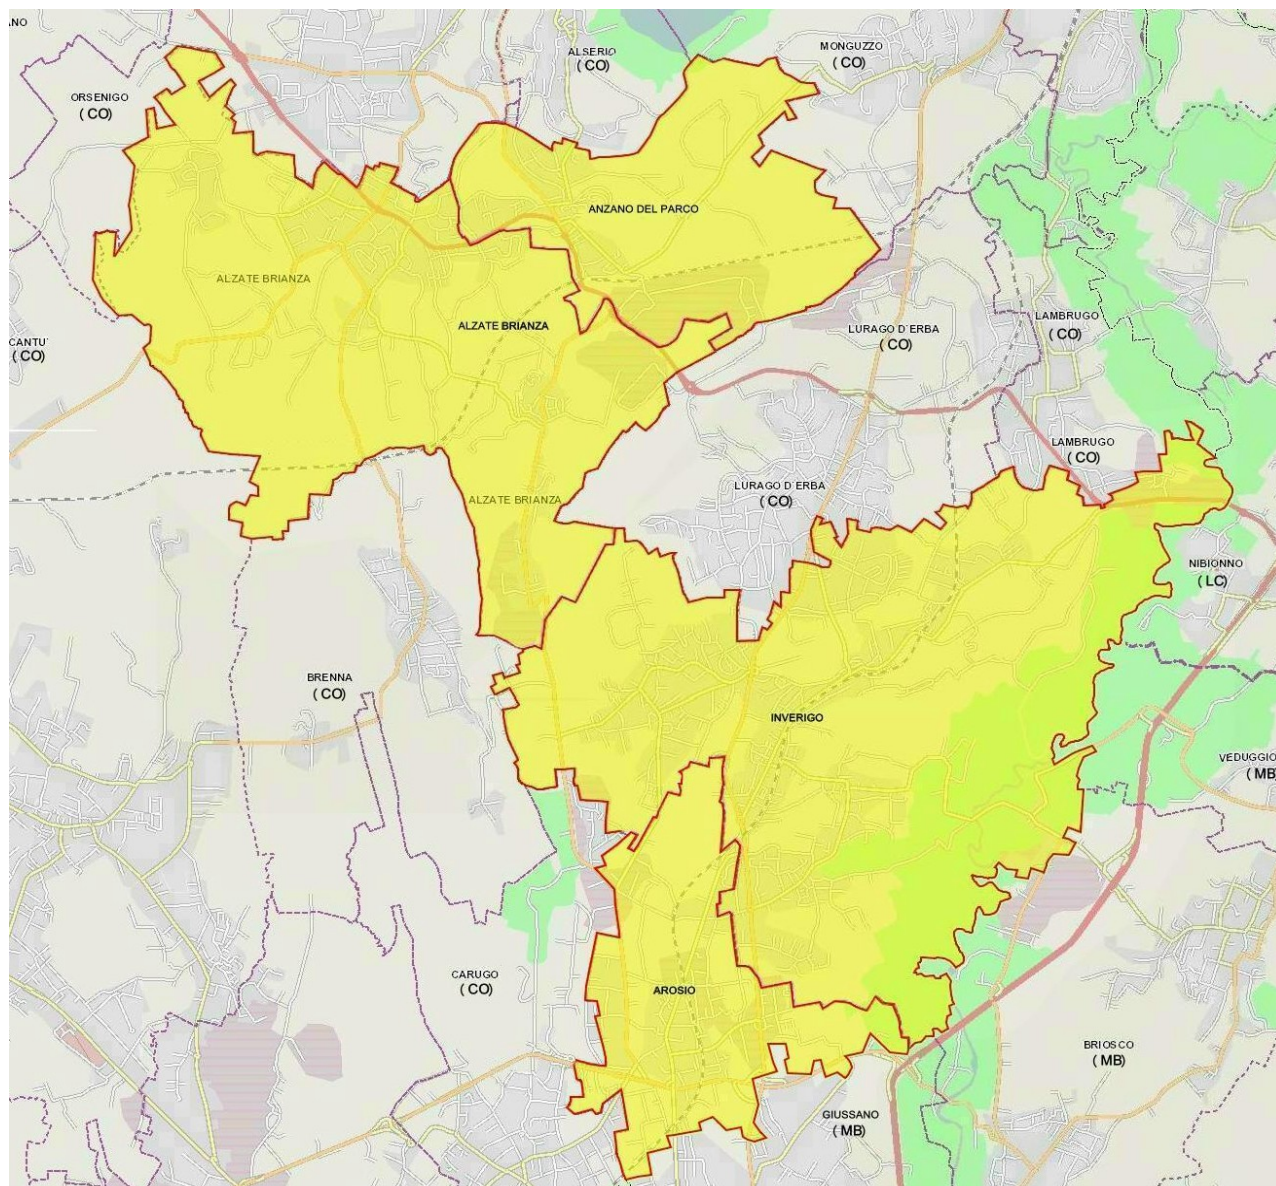 ANO
ALSERIO
( CO)
MONGUZZO
( CO)
ORSENIGO
( CO)
ANZANO DEL PARCO
ALZATE BRIANZA
ALZATE BRIANZA
LURAGO D`ERBA
( CO)
LAMBRUGO
( CO)
CANTU'
( CO)
LAMBRUGO
( CO)
LURAGO D`ERBA
( CO)
ALZATE BRIANZA
NIBIONNO
( LC)
BRENNA
( CO)
INVERIGO
VEDUGGIO
( MB
CARUGO
( CO)
AROSIO
BRIOSCO
( MB)
GIUSSANO
( MB)